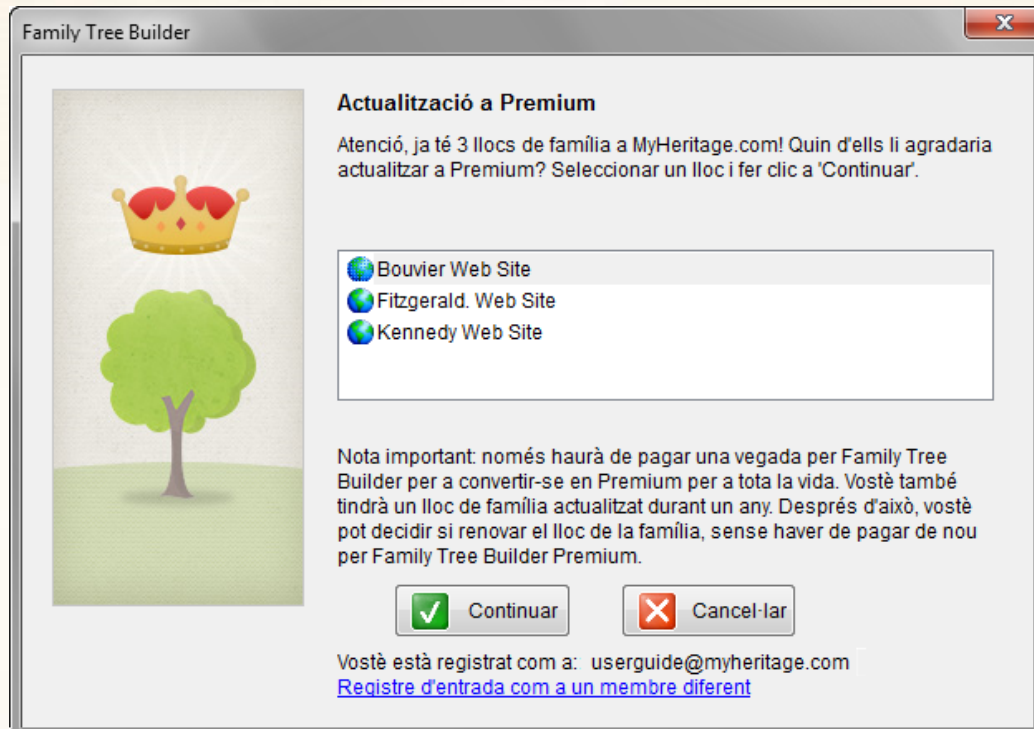 Family Tree Builder
Actualització a Premium
Atenció, ja té 3 llocs de família a MyHeritage.com! Quin d'ells li agradaria
actualitzar a Premium? Seleccionar un lloc i fer clic a 'Continuar'.
Bouvier Web Site
Fitzgerald. Web Site
Kennedy Web Site
Nota important: només haurà de pagar una vegada per Family Tree
Builder per a convertir-se en Premium per a tota la vida. Vostè també
tindrà un lloc de família actualitzat durant un any. Després d'això, vostè
pot decidir si renovar el lloc de la família, sense haver de pagar de nou
per Family Tree Builder Premium.
Continuar
Cancel·lar
Vostè està registrat com a: userguide@myheritage.com
Registre d'entrada com a un membre diferent